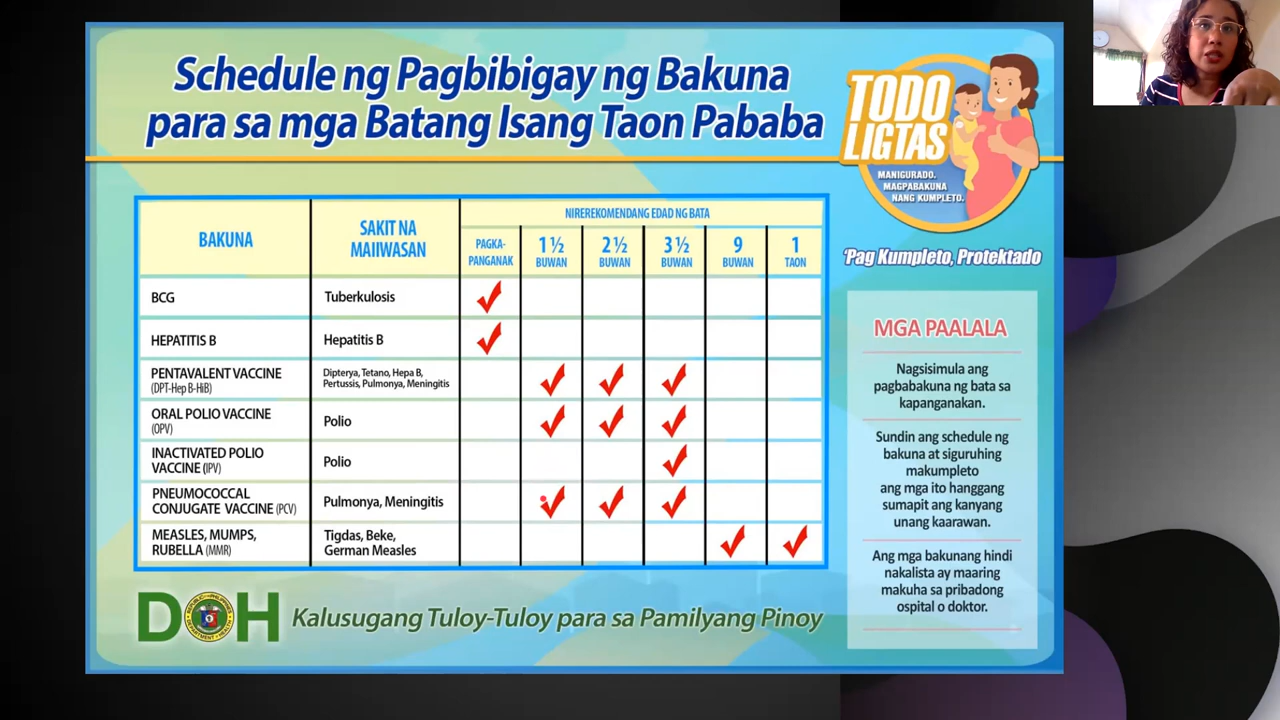 Schedule ng Pagbibigay ng Bakuna
para sa mga Batang Isang Taon Pababa
TODO
LIGTAS
MANIGURADO.
MAGPABAKUNA
NANG KUMPLETO.
'Pag Kumpleto, Protektado
BAKUNA
SAKIT NA
MAIIWASAN
NIREREKOMENDANG EDAD NG BATA
PAGKA-
PANGANAK
1 ½
BUWAN
2 ½
BUWAN
3 ½
BUWAN
9
BUWAN
1
TAON
BCG
Tuberkulosis
HEPATITIS B
Hepatitis B
PENTAVALENT VACCINE
(DPT-Hep B-HiB)
Dipterya, Tetano, Hepa B,
Pertussis, Pulmonya, Meningitis
ORAL POLIO VACCINE
(OPV)
Polio
INACTIVATED POLIO
VACCINE (IPV)
Polio
PNEUMOCOCCAL
CONJUGATE VACCINE (PCV)
Pulmonya, Meningitis
MEASLES, MUMPS,
RUBELLA (MMR)
Tigdas, Beke,
German Measles
MGA PAALALA
Nagsisimula ang
pagbabakuna ng bata sa
kapanganakan.
Sundin ang schedule ng
bakuna at siguruhing
makumpleto
ang mga ito hanggang
sumapit ang kanyang
unang kaarawan.
Ang mga bakunang hindi
nakalista ay maaring
makuha sa pribadong
ospital o doktor.
DOH
Kalusugang Tuloy-Tuloy para sa Pamilyang Pinoy